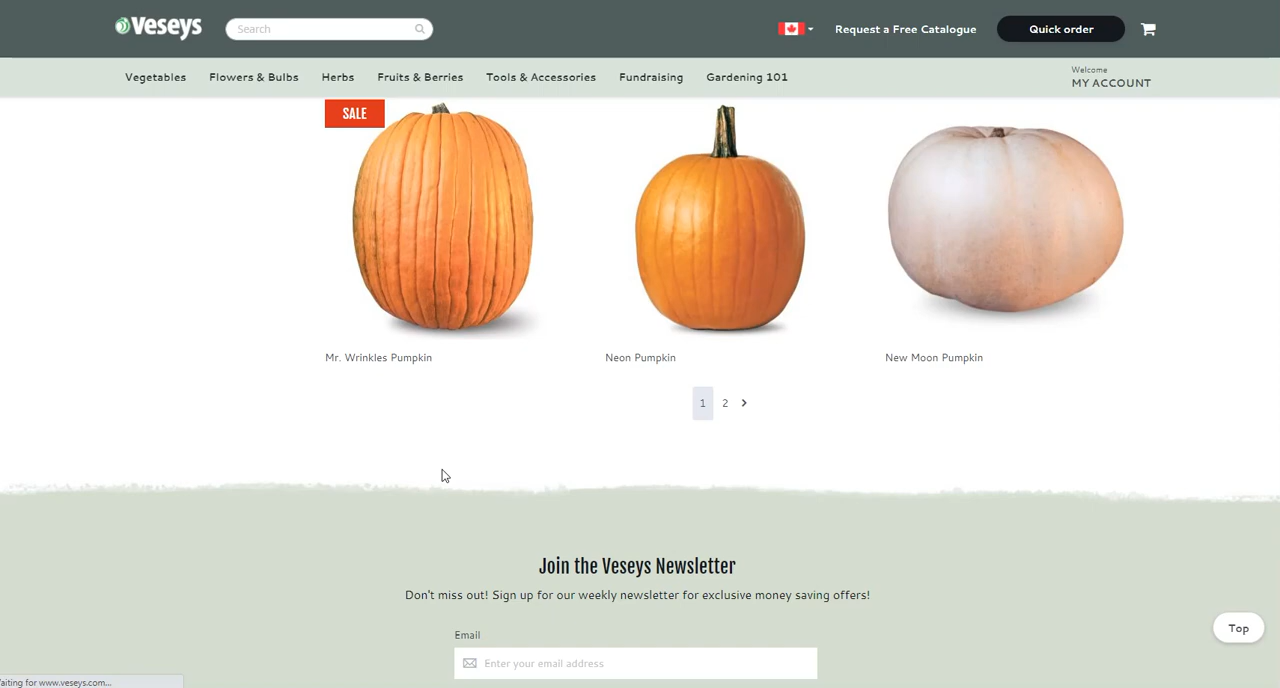 Veseys
Search
Request a Free Catalogue
Quick order
Vegetables
Flowers & Bulbs
Herbs
Fruits & Berries
Tools & Accessories
Fundraising
Gardening 101
Welcome
MY ACCOUNT
SALE
Mr. Wrinkles Pumpkin
Neon Pumpkin
New Moon Pumpkin
1 2
Join the Veseys Newsletter
Don't miss out! Sign up for our weekly newsletter for exclusive money saving offers!
Email
Enter your email address
Top
aiting for www.veseys.com...